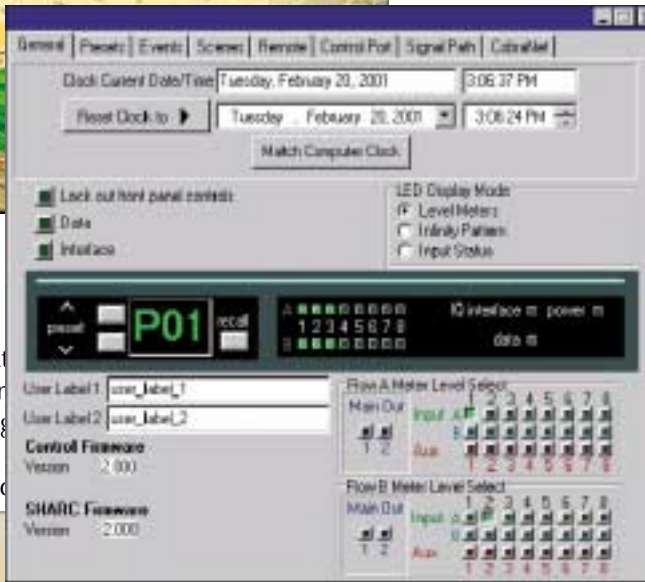 General Presets Events Scenes Remote Control Port Signal Path CobraNet
Clock Current Date/Time Tuesday, February 20, 2001 3:06:37 PM
Reset Clock to Tuesday , February 20, 2001 3:06:24 PM
Match Computer Clock
Lock out front panel controls
Data
Interface
LED Display Mode
Level Meters
Infinity Pattern
Input Status
preset
P01
recall
A
1 2 3 4 5 6 7 8
B
IQ interface power
data
User Label 1 user_label_1
User Label 2 user_label_2
Control Firmware
Version 2.000
SHARC Firmware
Version 2.000
Row A Meter Level Select
Main Out
1 2 3 4 5 6 7 8
Input A
B
Aux
1 2
1 2 3 4 5 6 7 8
Row B Meter Level Select
Main Out
1 2 3 4 5 6 7 8
Input A
B
Aux
1 2
1 2 3 4 5 6 7 8